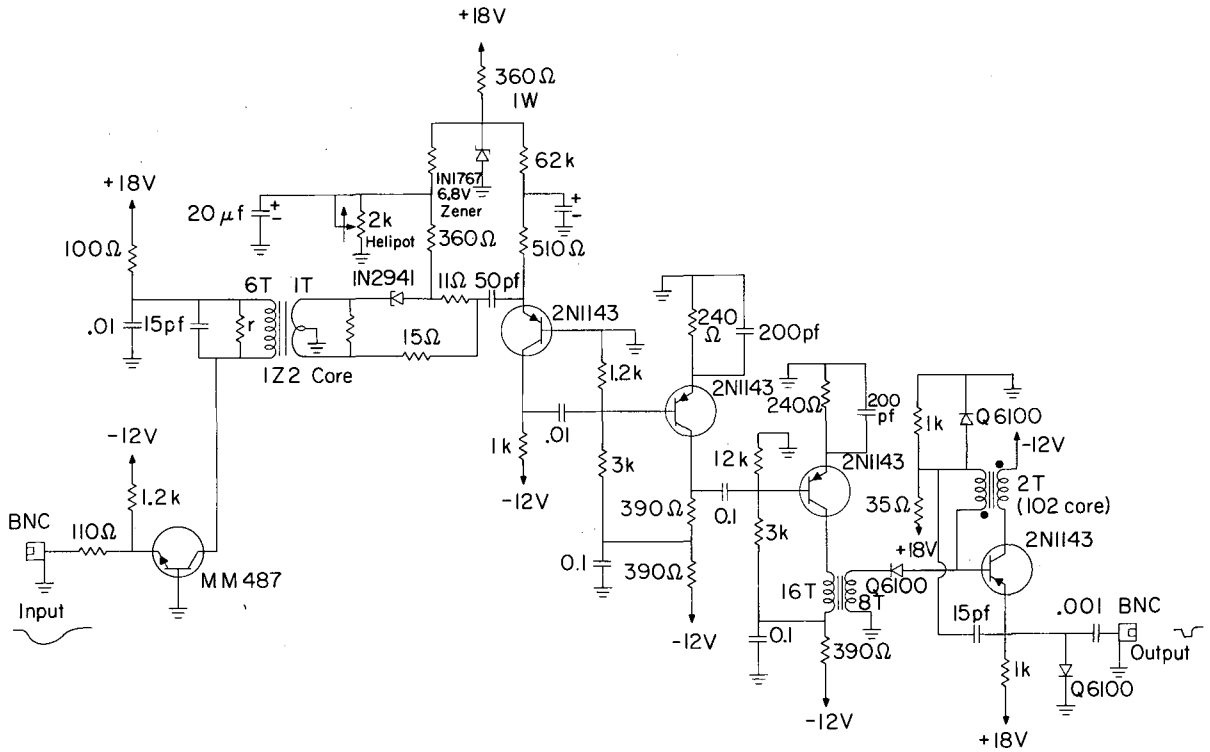 +18V
360Ω
1W
+18V
1N1767
6.8V
Zener
62k
20μf
+
-
2k
Helipot
360Ω
+
-
510Ω
100Ω
6T
1T
1N2941
11Ω
50pf
2N1143
.01
15pf
r
15Ω
1Z2 Core
240
Ω
200pf
1.2k
2N1143
240Ω
200
pf
1k
Q6100
-12V
-12V
1k
.01
12k
2N1143
2T
(102 core)
1.2k
-12V
3k
390Ω
0.1
3k
35Ω
+18V
2N1143
BNC
110Ω
MM487
0.1
390Ω
16T
8T
Q6100
15pf
.001
BNC
Input
-12V
0.1
390Ω
1k
Q6100
Output
-12V
+18V